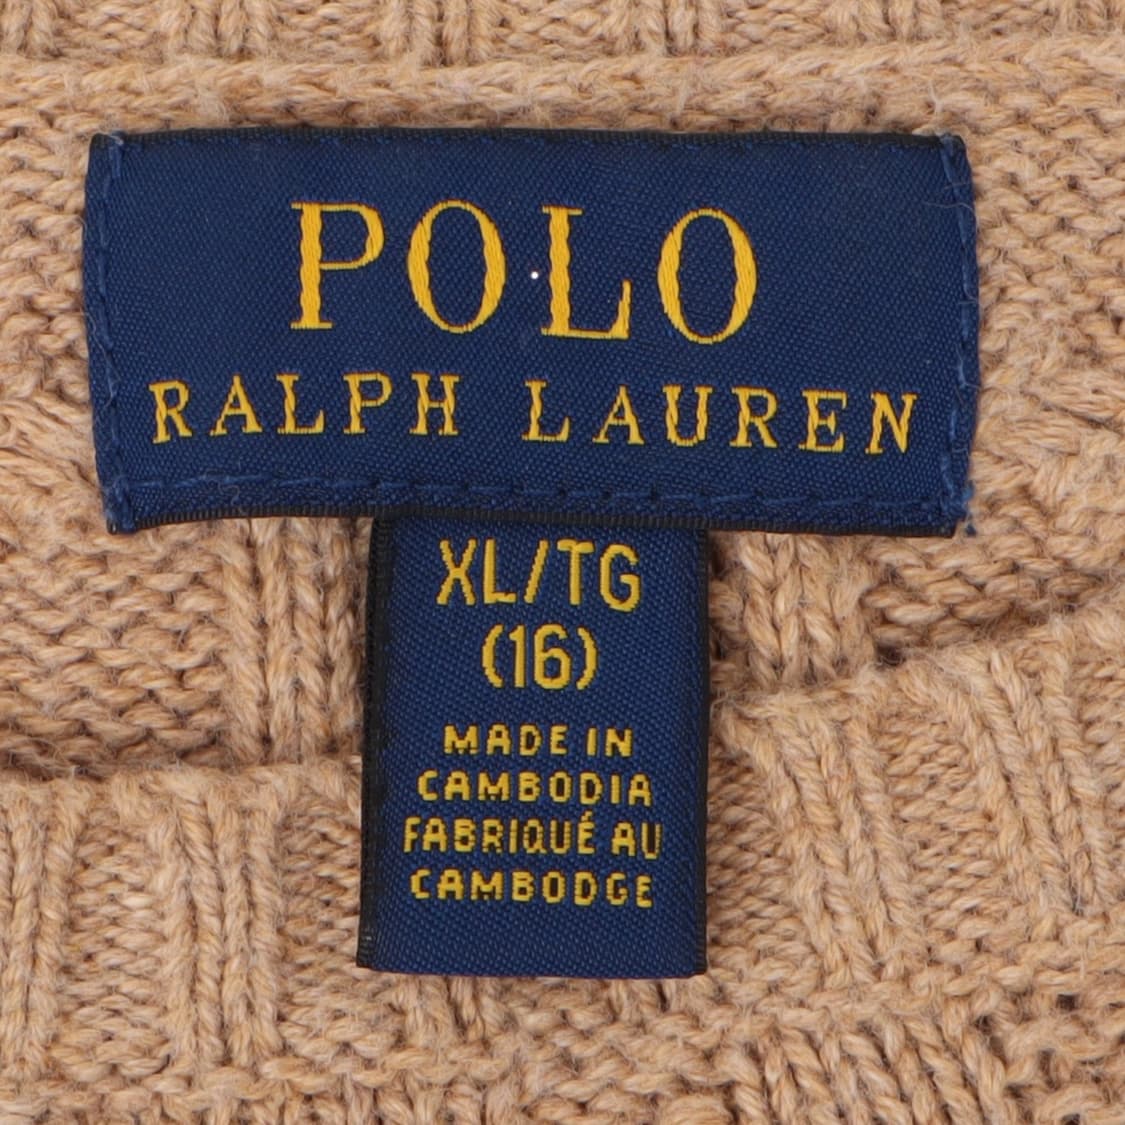 POLO
RALPH LAUREN
XL/TG
(16)
MADE IN
CAMBODIA
FABRIQUÉ AU
CAMBODGE